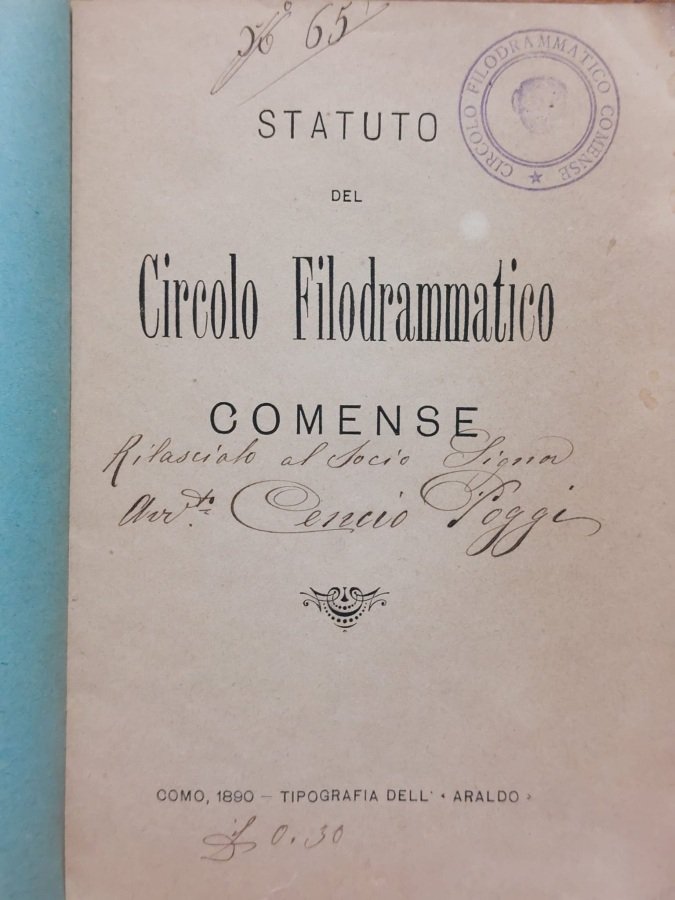 N° 65
CIRCOLO FILODRAMMATICO COMENSE
STATUTO
DEL
Circolo Filodrammatico
COMENSE
Rilasciato al Socio Signor
Avv.to Cencio Poggi
COMO, 1890 — TIPOGRAFIA DELL' « ARALDO »
£ 0.30